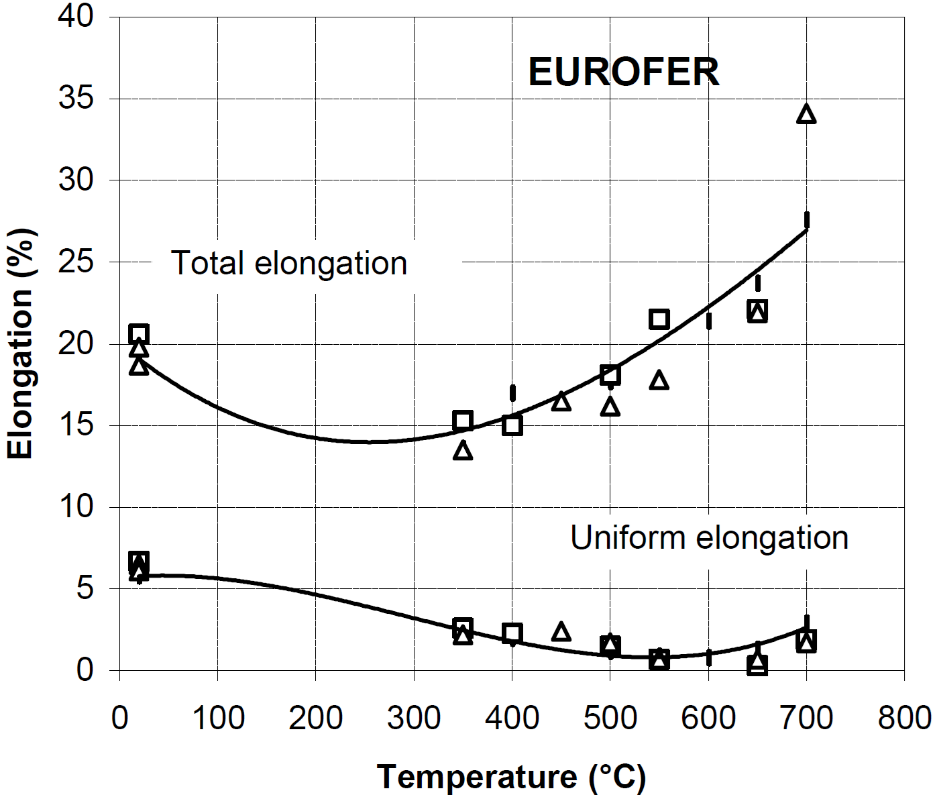 40
EUROFER
35
30
25
Total elongation
20
15
10
Uniform elongation
5
0
Elongation (%)
0 100 200 300 400 500 600 700 800
Temperature (°C)